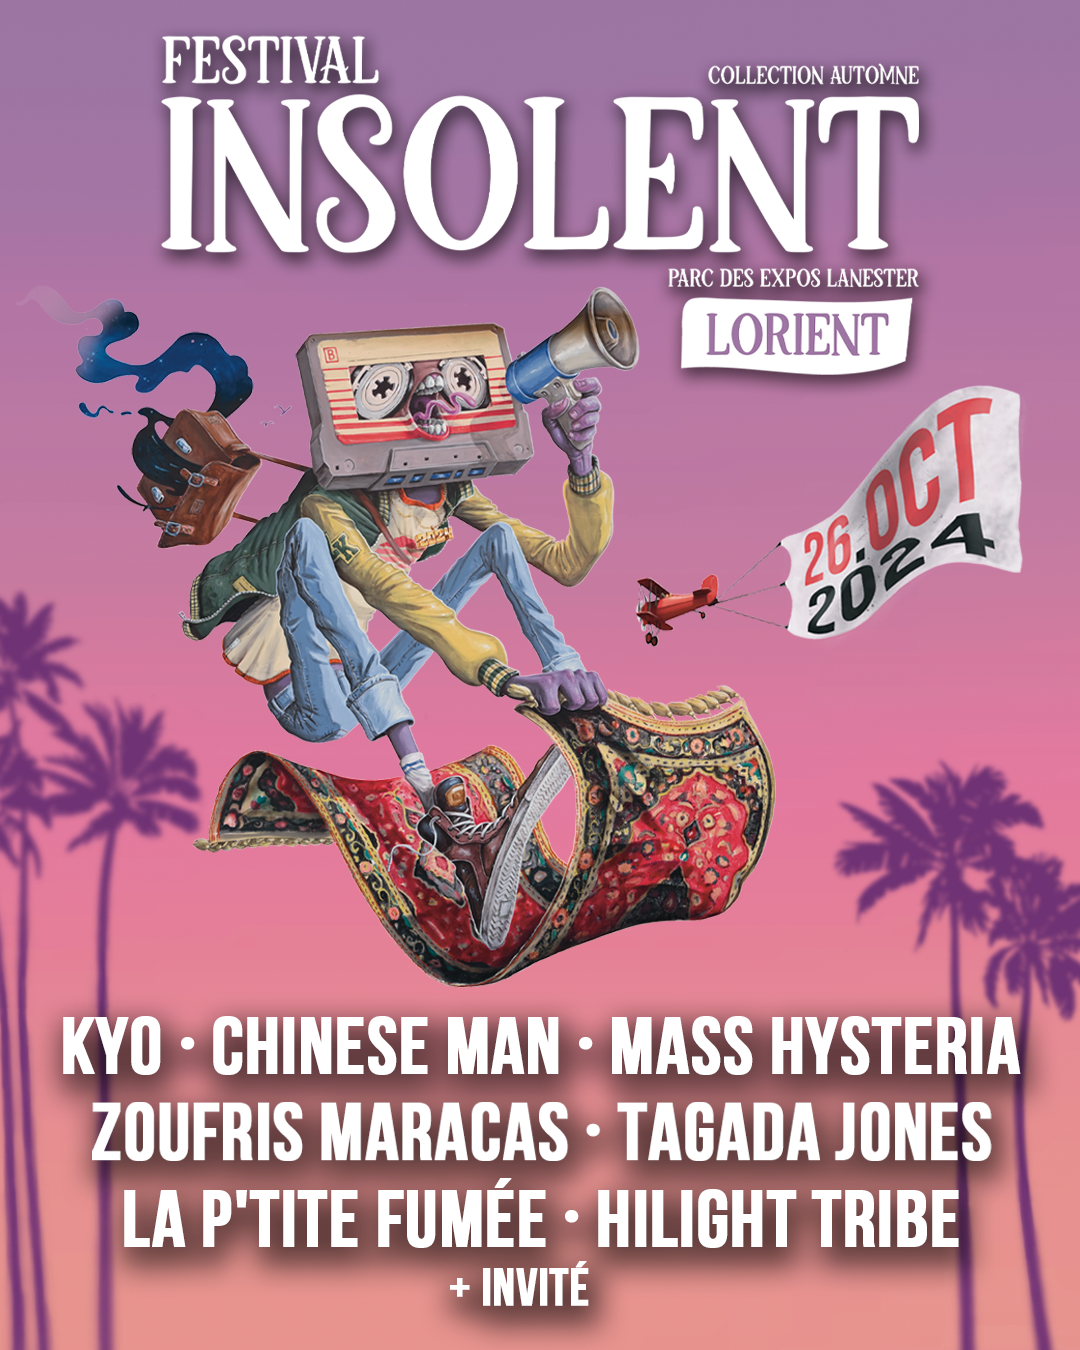 FESTIVAL
COLLECTION AUTOMNE
INSOLENT
PARC DES EXPOS LANESTER
LORIENT
B
K
26.OCT
2024
KYO · CHINESE MAN · MASS HYSTERIA
ZOUFRIS MARACAS · TAGADA JONES
LA P'TITE FUMÉE · HILIGHT TRIBE
+ INVITÉ